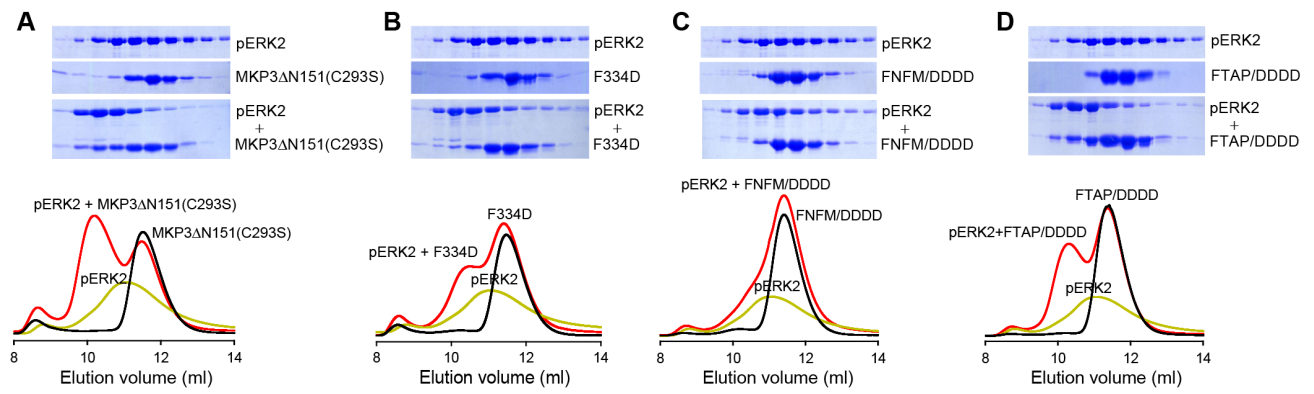 A
pERK2
MKP3ΔN151(C293S)
pERK2
+
MKP3ΔN151(C293S)
pERK2 + MKP3ΔN151(C293S)
MKP3ΔN151(C293S)
pERK2
8 10 12 14
Elution volume (ml)
B
pERK2
F334D
pERK2
+
F334D
F334D
pERK2 + F334D
pERK2
8 10 12 14
Elution volume (ml)
C
pERK2
FNFM/DDDD
pERK2
+
FNFM/DDDD
pERK2 + FNFM/DDDD
FNFM/DDDD
pERK2
8 10 12 14
Elution volume (ml)
D
pERK2
FTAP/DDDD
pERK2
+
FTAP/DDDD
FTAP/DDDD
pERK2+FTAP/DDDD
pERK2
8 10 12 14
Elution volume (ml)